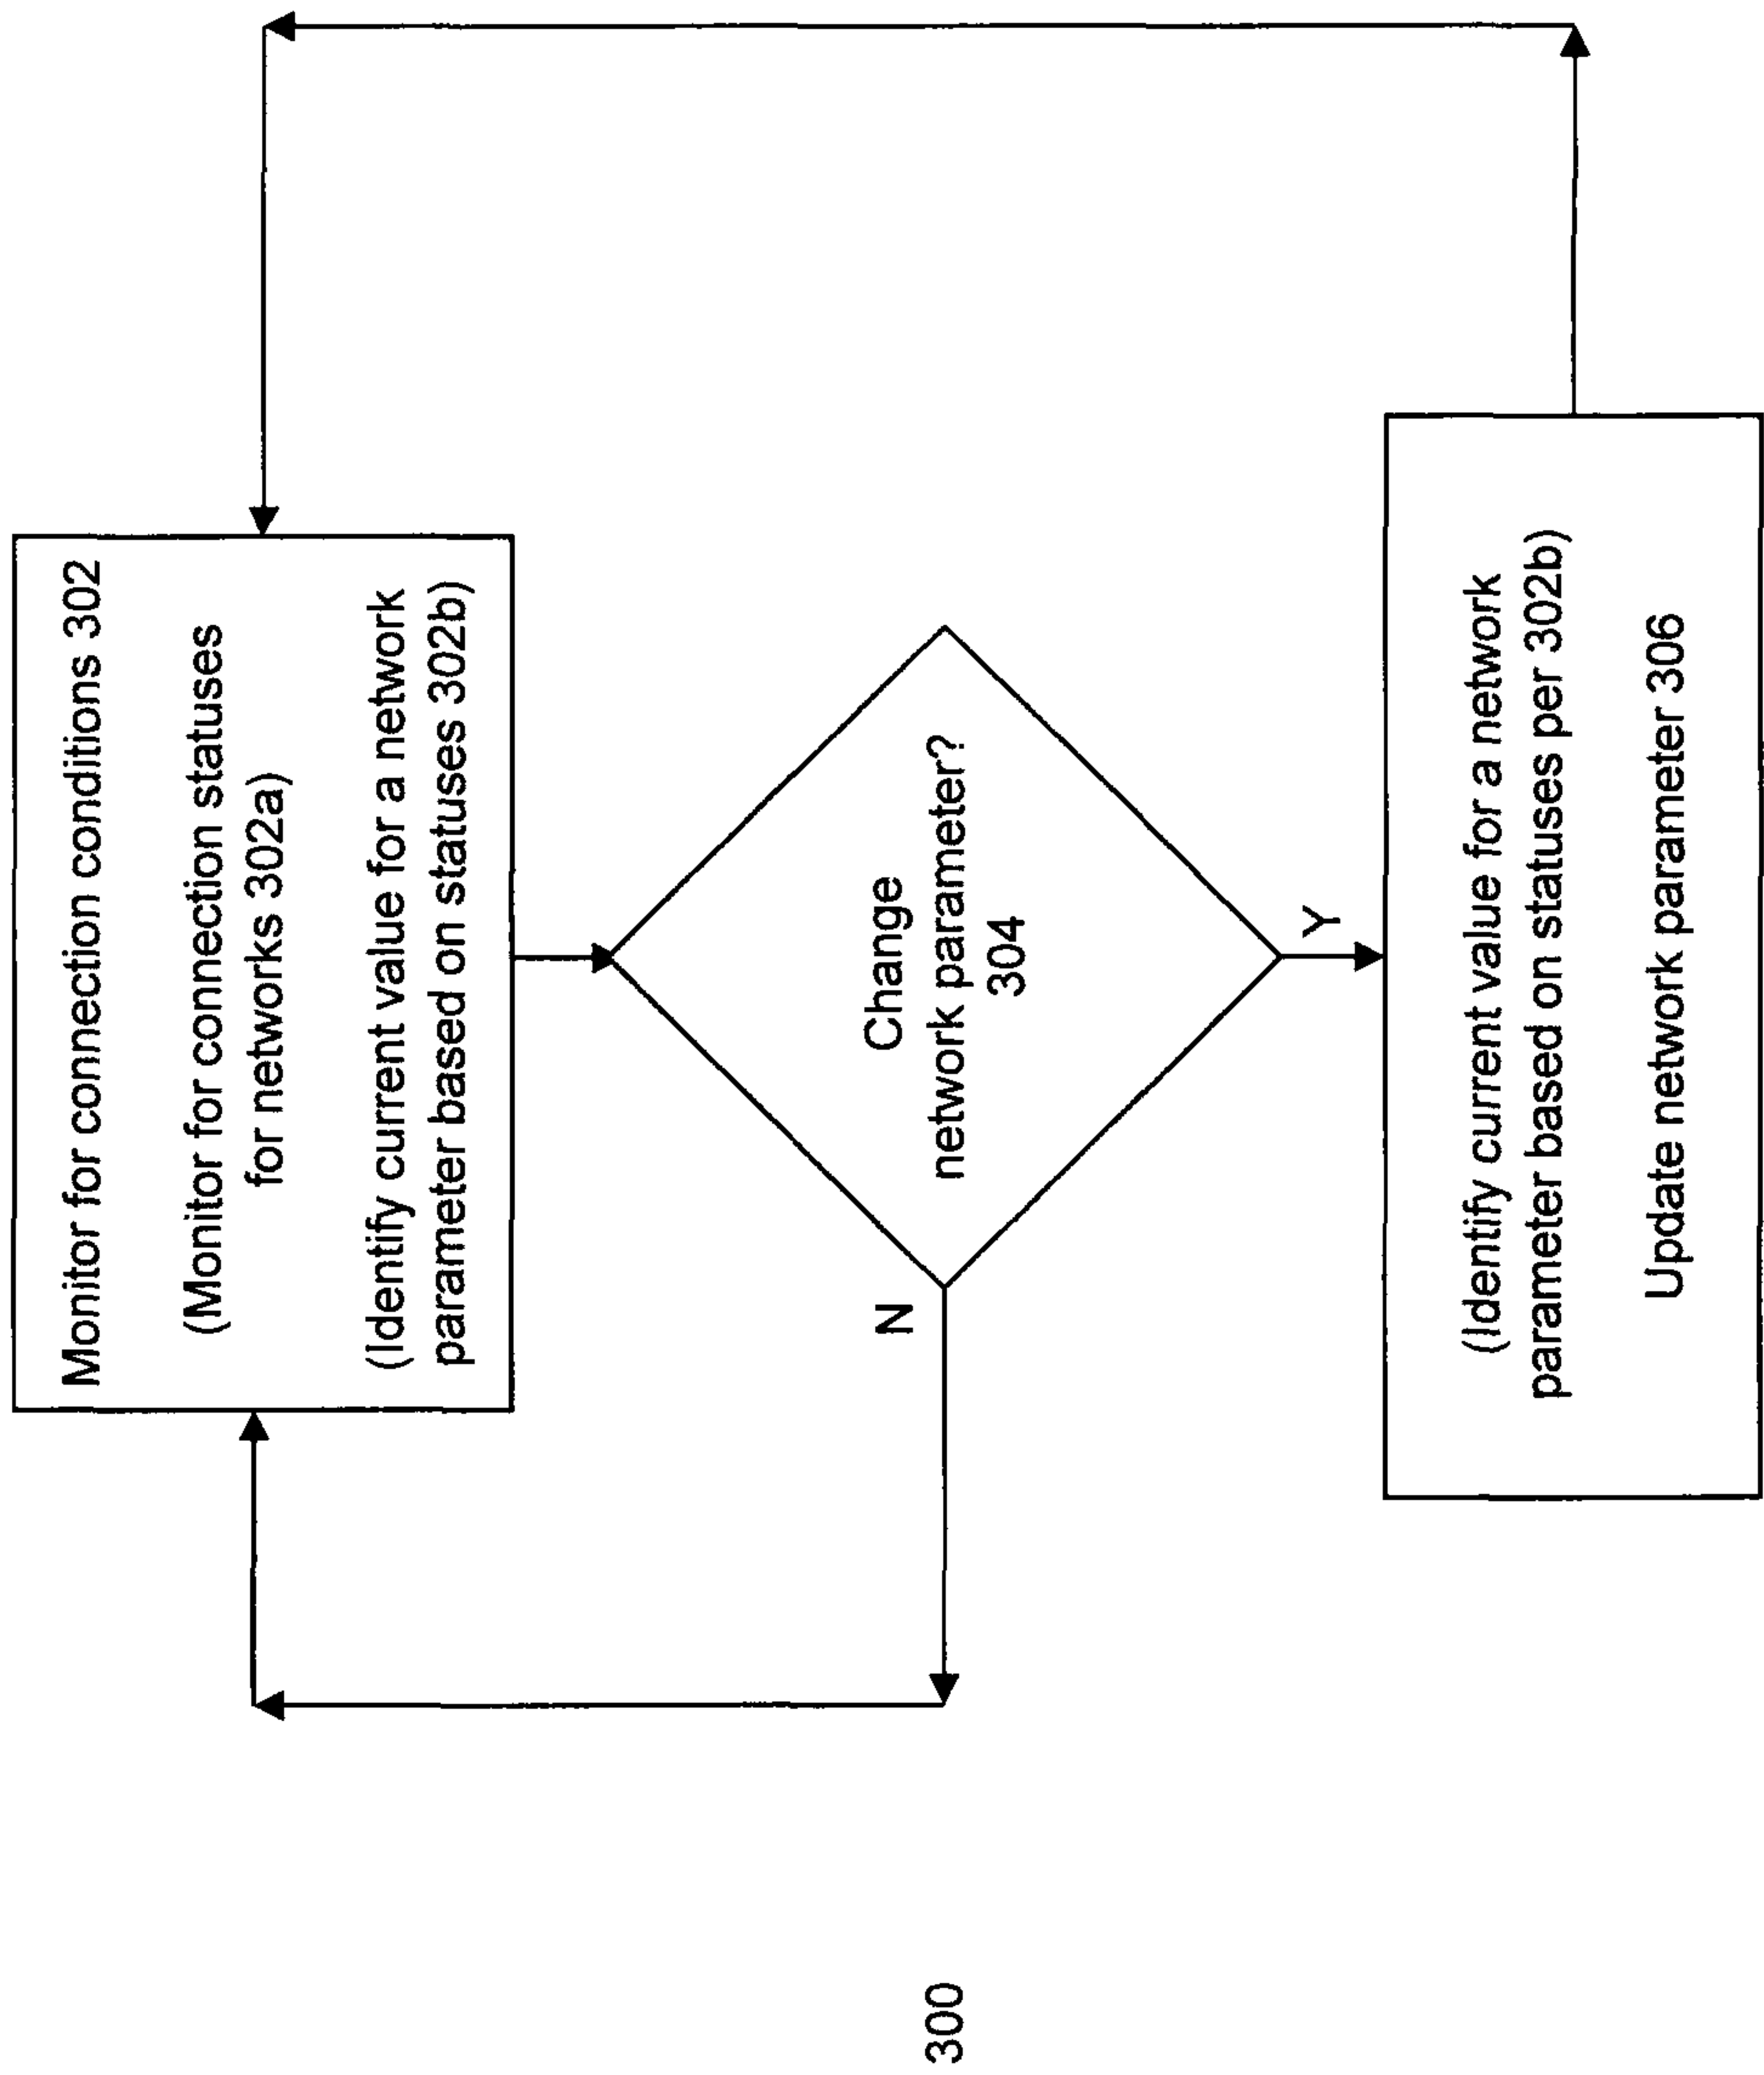 Monitor for connection conditions 302
(Monitor for connection statuses
for networks 302a)
(Identify current value for a network
parameter based on statuses 302b)
Change
network parameter?
304
N
Y
(Identify current value for a network
parameter based on statuses per 302b)
Update network parameter 306
300